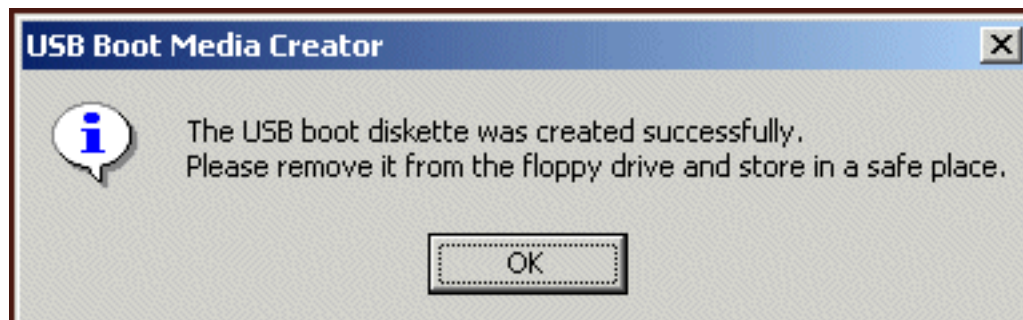 USB Boot Media Creator
The USB boot diskette was created successfully.
Please remove it from the floppy drive and store in a safe place.
OK